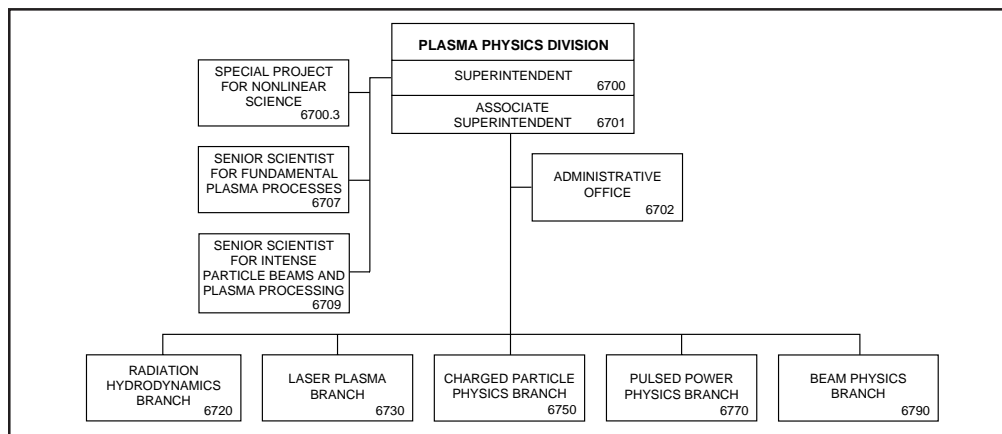 PLASMA PHYSICS DIVISION
SUPERINTENDENT
6700
ASSOCIATE
SUPERINTENDENT
6701
SPECIAL PROJECT
FOR NONLINEAR
SCIENCE
6700.3
SENIOR SCIENTIST
FOR FUNDAMENTAL
PLASMA PROCESSES
6707
SENIOR SCIENTIST
FOR INTENSE
PARTICLE BEAMS AND
PLASMA PROCESSING
6709
ADMINISTRATIVE
OFFICE
6702
RADIATION
HYDRODYNAMICS
BRANCH
6720
LASER PLASMA
BRANCH
6730
CHARGED PARTICLE
PHYSICS BRANCH
6750
PULSED POWER
PHYSICS BRANCH
6770
BEAM PHYSICS
BRANCH
6790